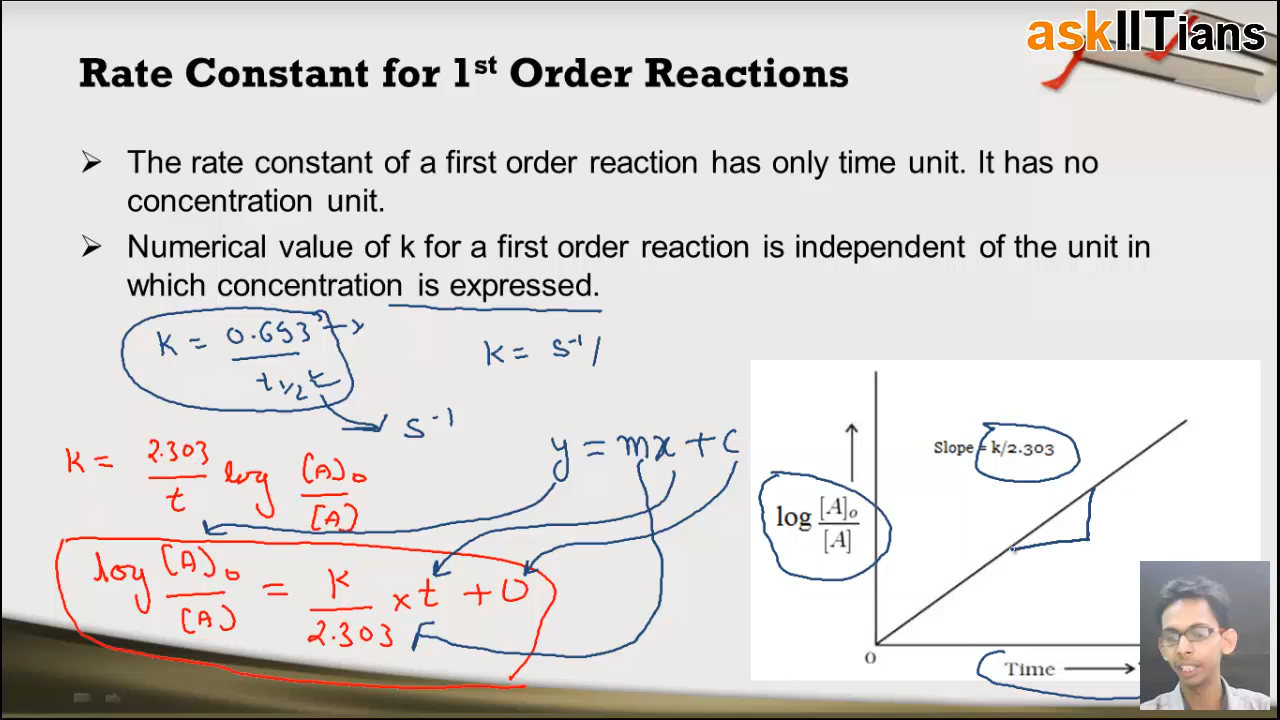 askIITians
Rate Constant for 1st Order Reactions
➢ The rate constant of a first order reaction has only time unit. It has no
concentration unit.
➢ Numerical value of k for a first order reaction is independent of the unit in
which concentration is expressed.
K = 0.693 / t 1/2
K = S⁻¹
S⁻¹
K = 2.303 / t log [A]₀ / [A]
y = mx + c
log [A]₀ / [A] = K / 2.303 × t + 0
Slope = k/2.303
log [A]o / [A]
0
Time